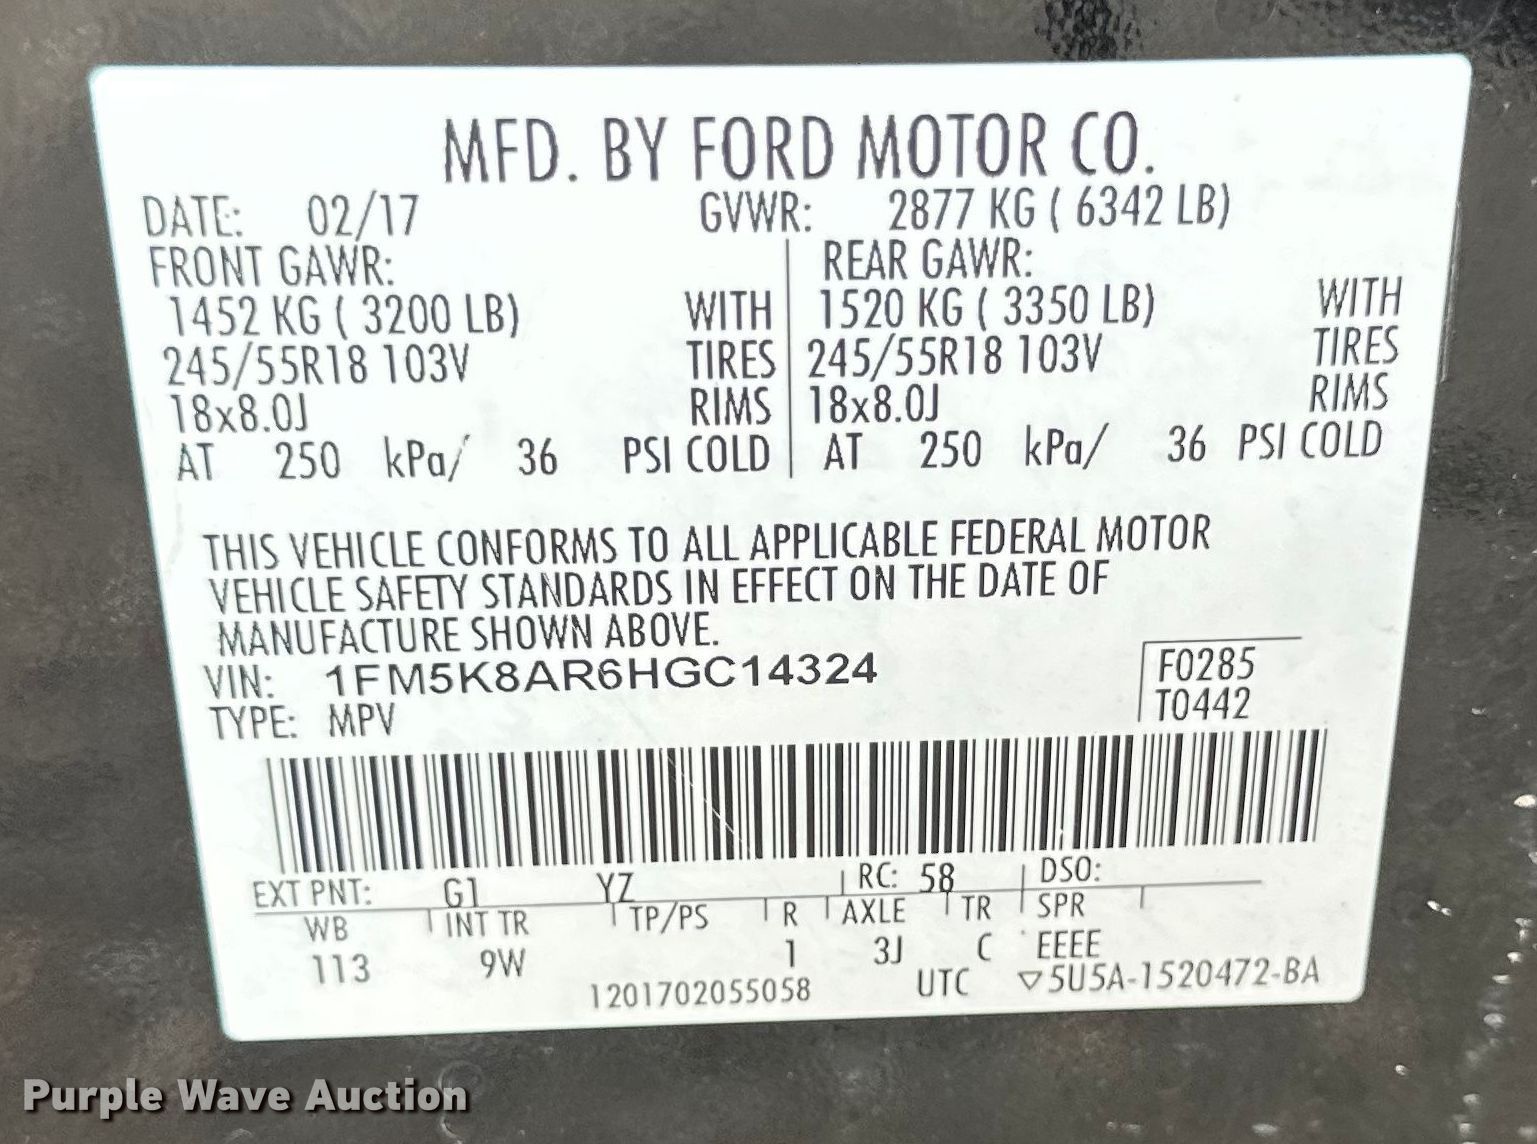 MFD. BY FORD MOTOR CO.
DATE: 02/17 GVWR: 2877 KG ( 6342 LB)
FRONT GAWR: REAR GAWR:
1452 KG ( 3200 LB) WITH 1520 KG ( 3350 LB) WITH
245/55R18 103V TIRES 245/55R18 103V TIRES
18x8.0J RIMS 18x8.0J RIMS
AT 250 kPa/ 36 PSI COLD AT 250 kPa/ 36 PSI COLD
THIS VEHICLE CONFORMS TO ALL APPLICABLE FEDERAL MOTOR
VEHICLE SAFETY STANDARDS IN EFFECT ON THE DATE OF
MANUFACTURE SHOWN ABOVE.
VIN: 1FM5K8AR6HGC14324 F0285
TYPE: MPV T0442
EXT PNT: G1 YZ RC: 58 DSO:
WB INT TR TP/PS R AXLE TR SPR
113 9W 1 3J C EEEE
1201702055058 UTC ▽5U5A-1520472-BA
Purple Wave Auction